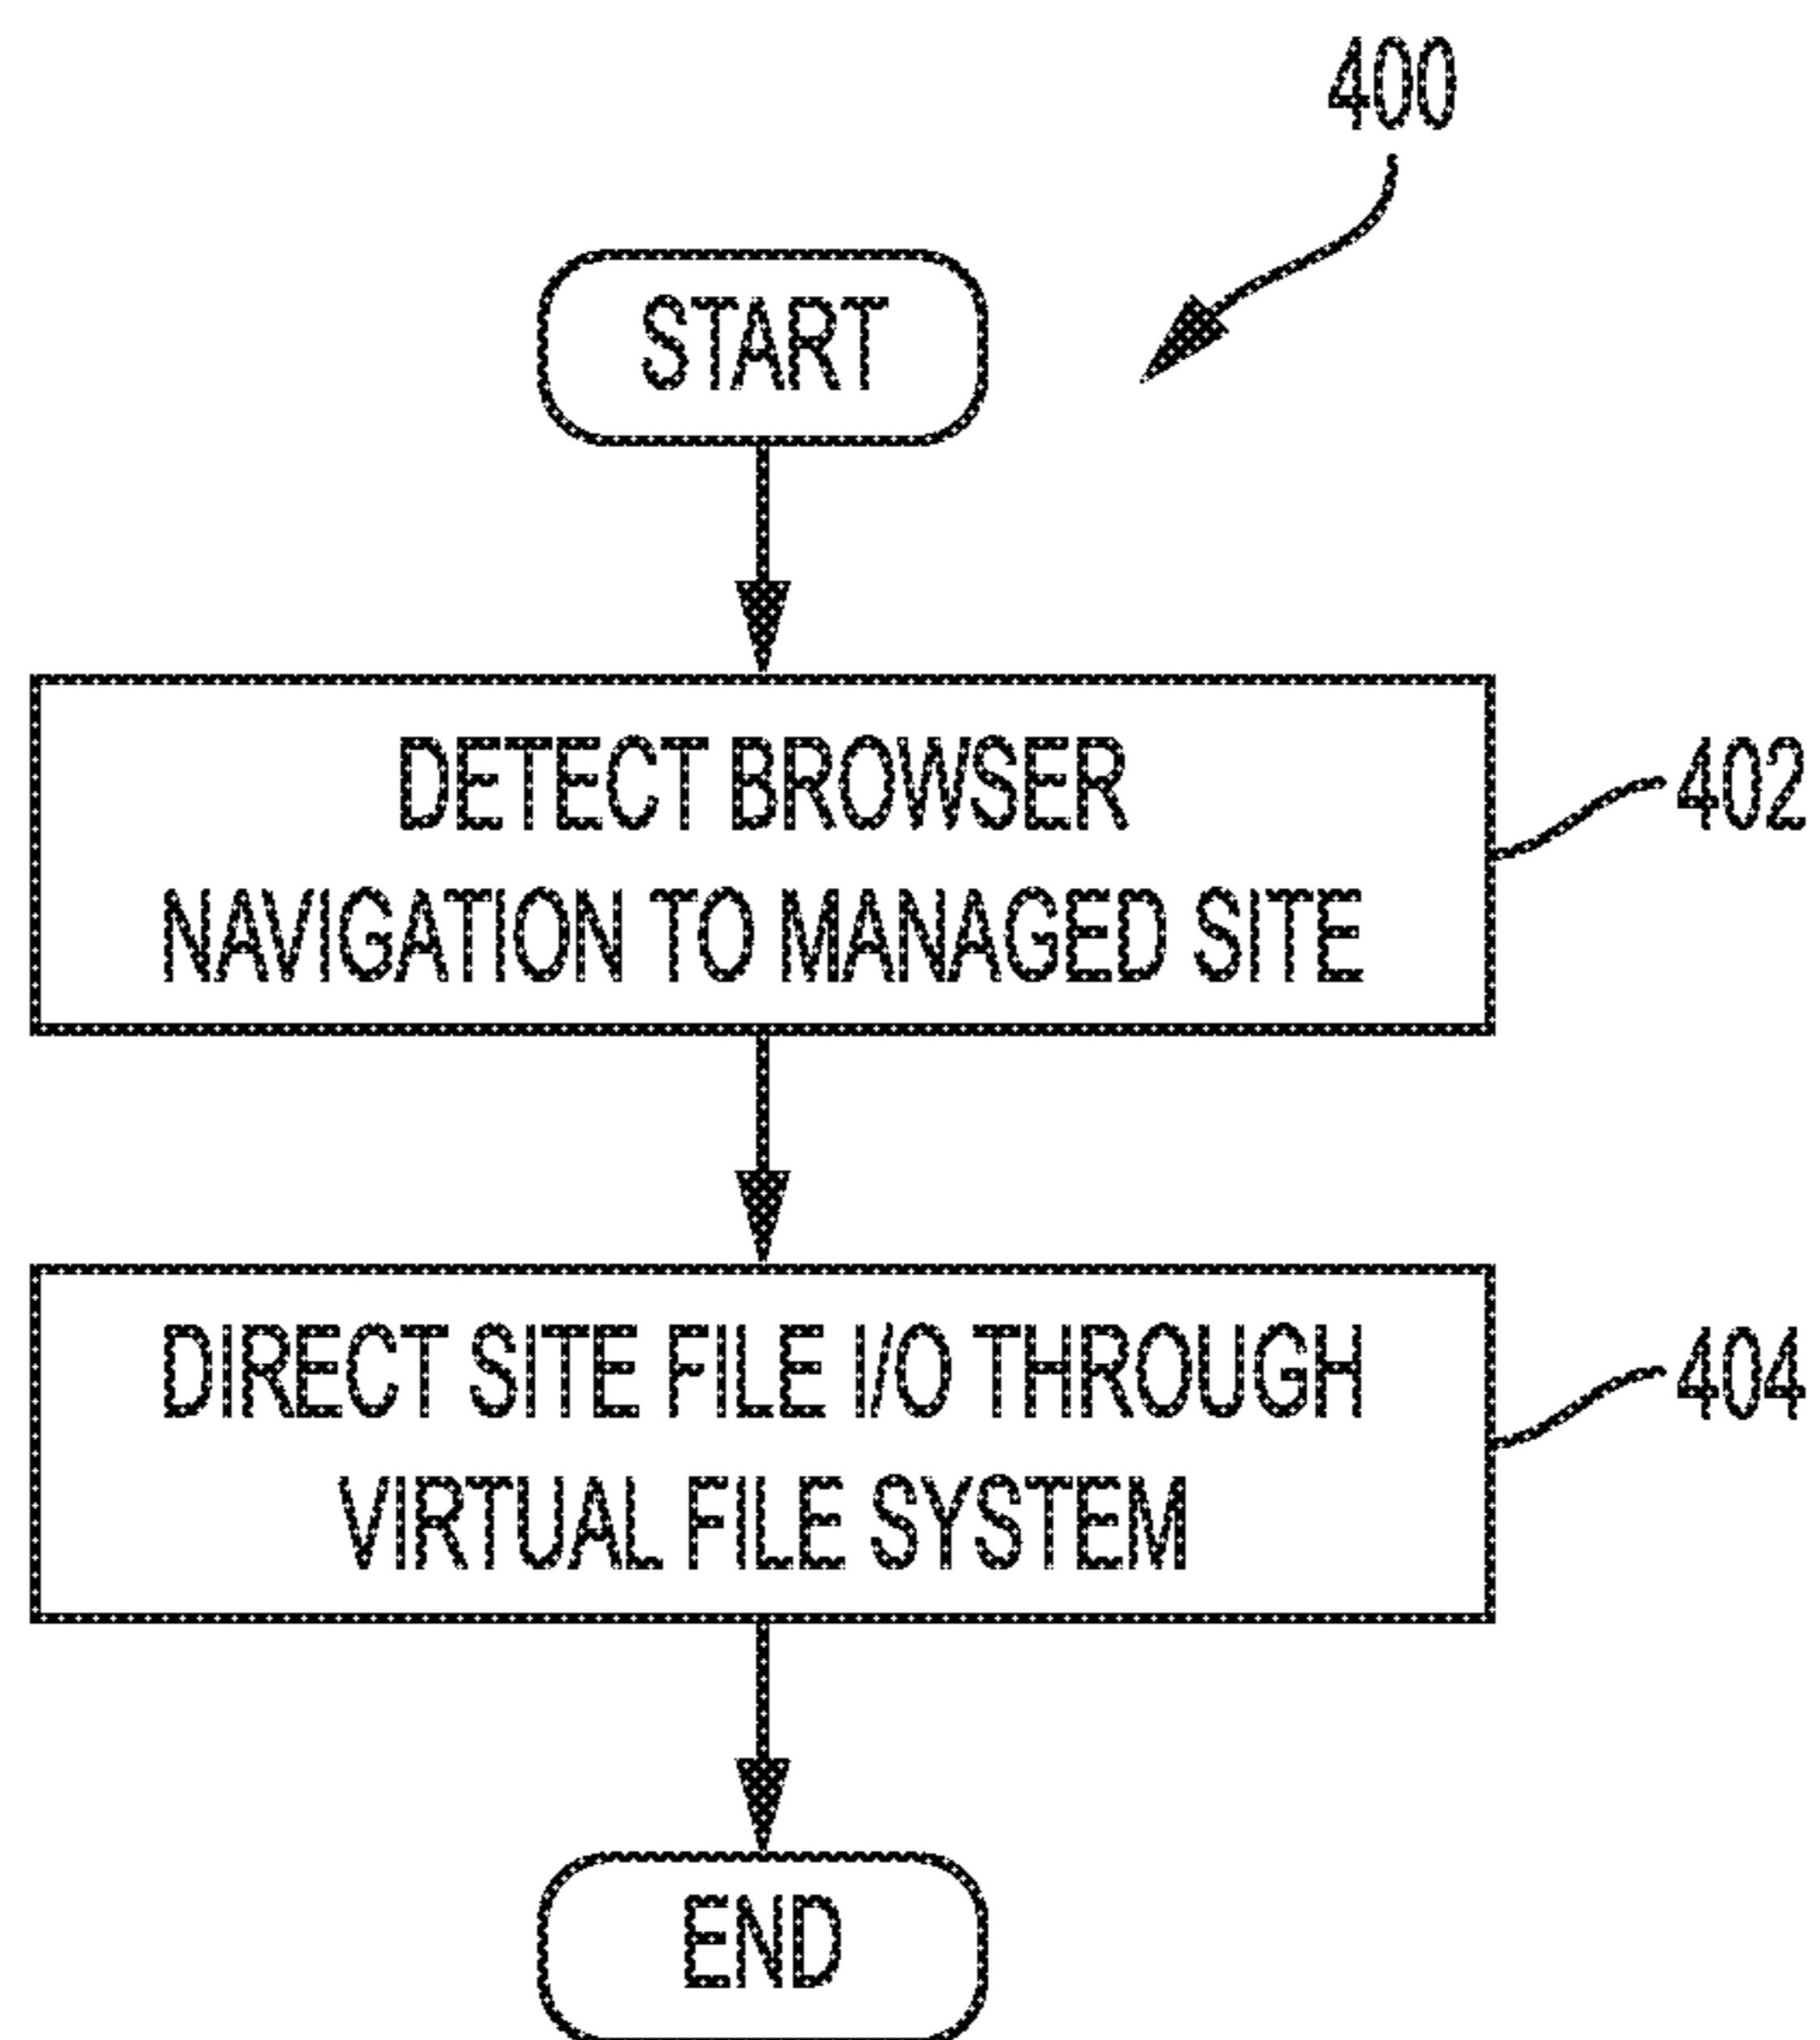 400
START
DETECT BROWSER
NAVIGATION TO MANAGED SITE
402
DIRECT SITE FILE I/O THROUGH
VIRTUAL FILE SYSTEM
404
END